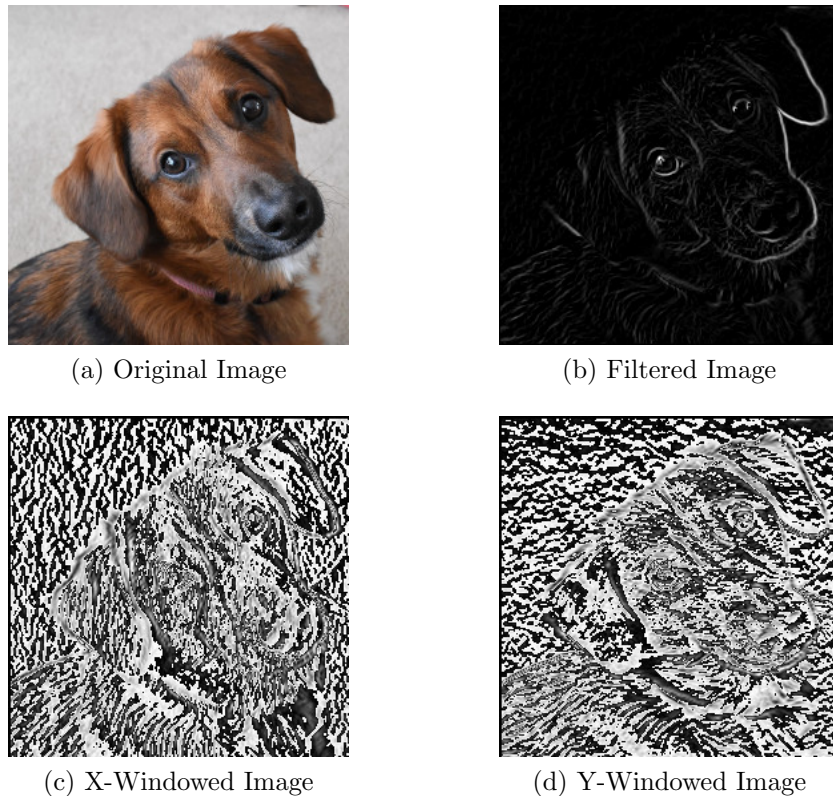 (a) Original Image
(b) Filtered Image
(c) X-Windowed Image
(d) Y-Windowed Image